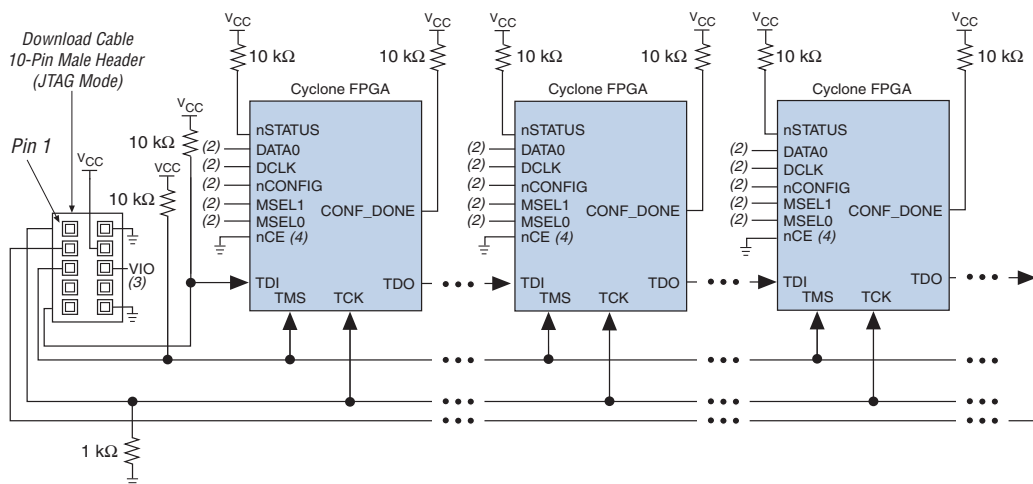 Download Cable
10-Pin Male Header
(JTAG Mode)
Pin 1
VCC
10 kΩ
VCC
10 kΩ
VCC
VIO
(3)
1 kΩ
VCC
10 kΩ
VCC
10 kΩ
Cyclone FPGA
nSTATUS
(2) DATA0
(2) DCLK
(2) nCONFIG
(2) MSEL1
(2) MSEL0
nCE (4)
CONF_DONE
TDI
TDO
TMS
TCK
VCC
10 kΩ
VCC
10 kΩ
Cyclone FPGA
nSTATUS
(2) DATA0
(2) DCLK
(2) nCONFIG
(2) MSEL1
(2) MSEL0
nCE (4)
CONF_DONE
TDI
TDO
TMS
TCK
VCC
10 kΩ
VCC
10 kΩ
Cyclone FPGA
nSTATUS
(2) DATA0
(2) DCLK
(2) nCONFIG
(2) MSEL1
(2) MSEL0
nCE (4)
CONF_DONE
TDI
TDO
TMS
TCK